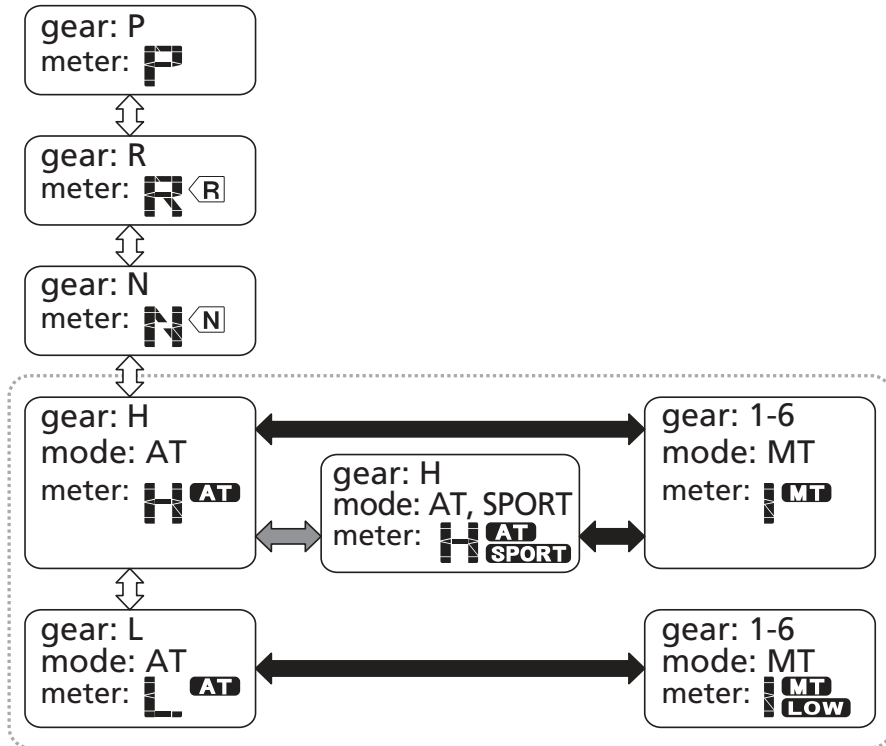 gear: P
meter: P
gear: R
meter: R R
gear: N
meter: N N
gear: H
mode: AT
meter: H AT
gear: H
mode: AT, SPORT
meter: H AT
SPORT
gear: 1-6
mode: MT
meter: I MT
gear: L
mode: AT
meter: L AT
gear: 1-6
mode: MT
meter: I MT
LOW